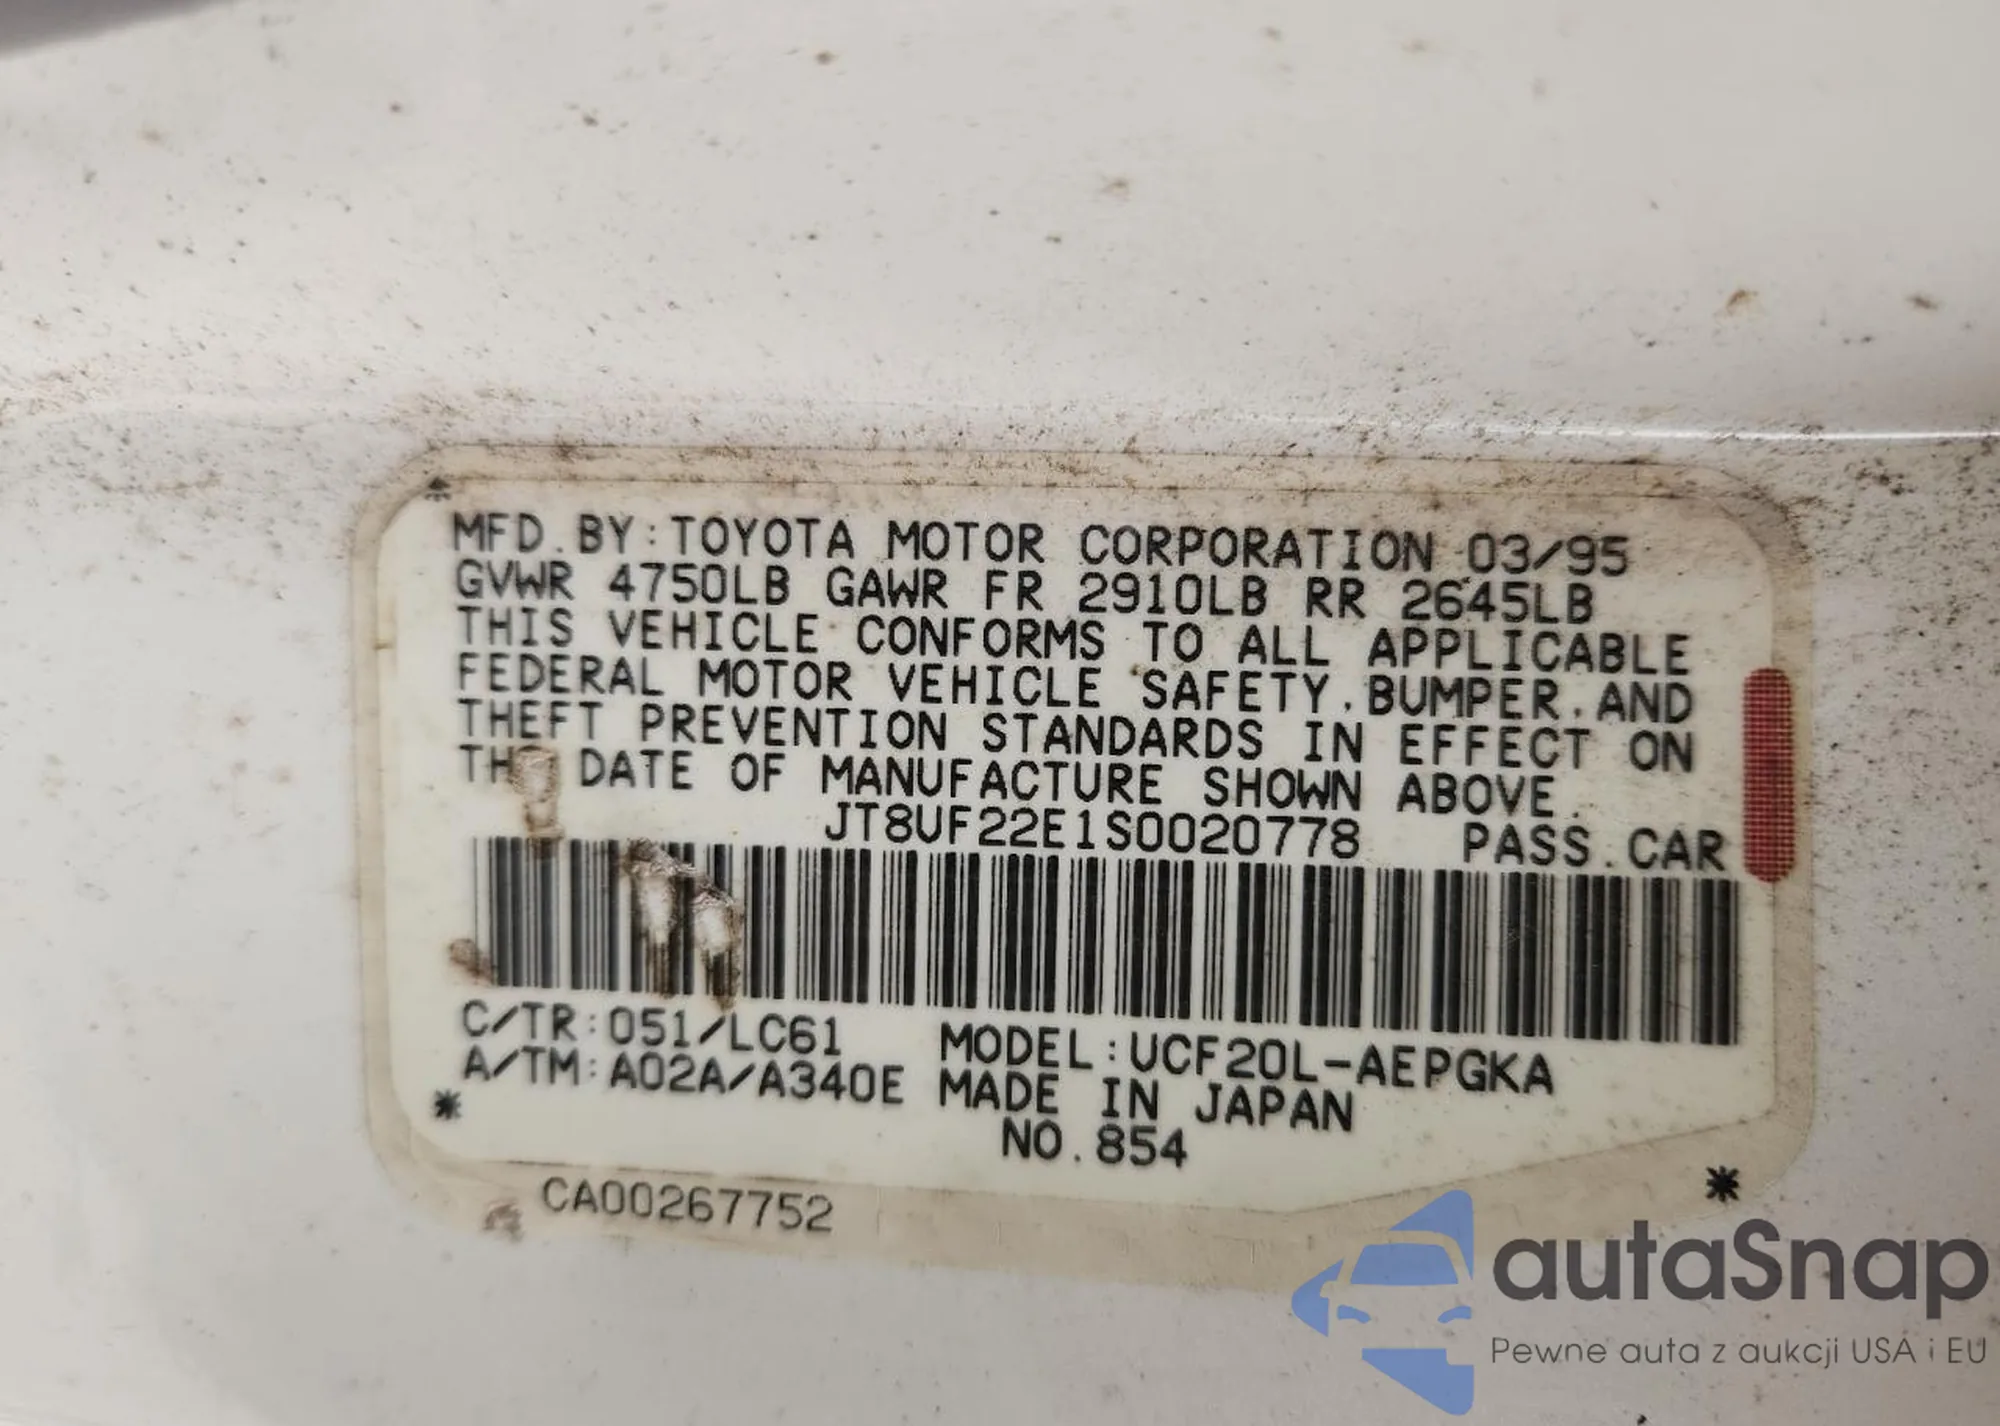 MFD.BY:TOYOTA MOTOR CORPORATION 03/95
GVWR 4750LB GAWR FR 2910LB RR 2645LB
THIS VEHICLE CONFORMS TO ALL APPLICABLE
FEDERAL MOTOR VEHICLE SAFETY.BUMPER.AND
THEFT PREVENTION STANDARDS IN EFFECT ON
DATE OF MANUFACTURE SHOWN ABOVE.
JT8UF22E1S0020778 PASS.CAR
C/TR:051/LC61 MODEL:UCF20L-AEPGKA
A/TM:A02A/A340E MADE IN JAPAN
NO.854
CA00267752
autaSnap
Pewne auta z aukcji USA i EU